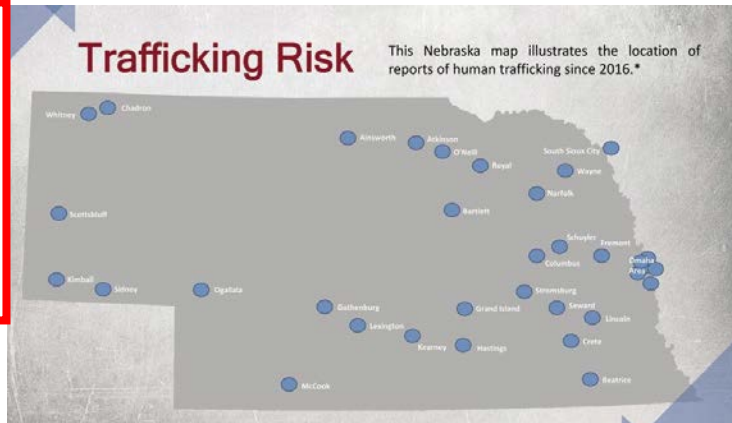 Trafficking Risk
This Nebraska map illustrates the location of
reports of human trafficking since 2016.*
Whitney
Chadron
Ainsworth
Atkinson
O'Neill
Royal
South Sioux City
Wayne
Norfolk
Scottsbluff
Bartlett
Schuyler
Fremont
Columbus
Omaha
Area
Kimball
Sidney
Ogallala
Stromsburg
Gothenburg
Grand Island
Seward
Lincoln
Lexington
Kearney
Hastings
Crete
McCook
Beatrice